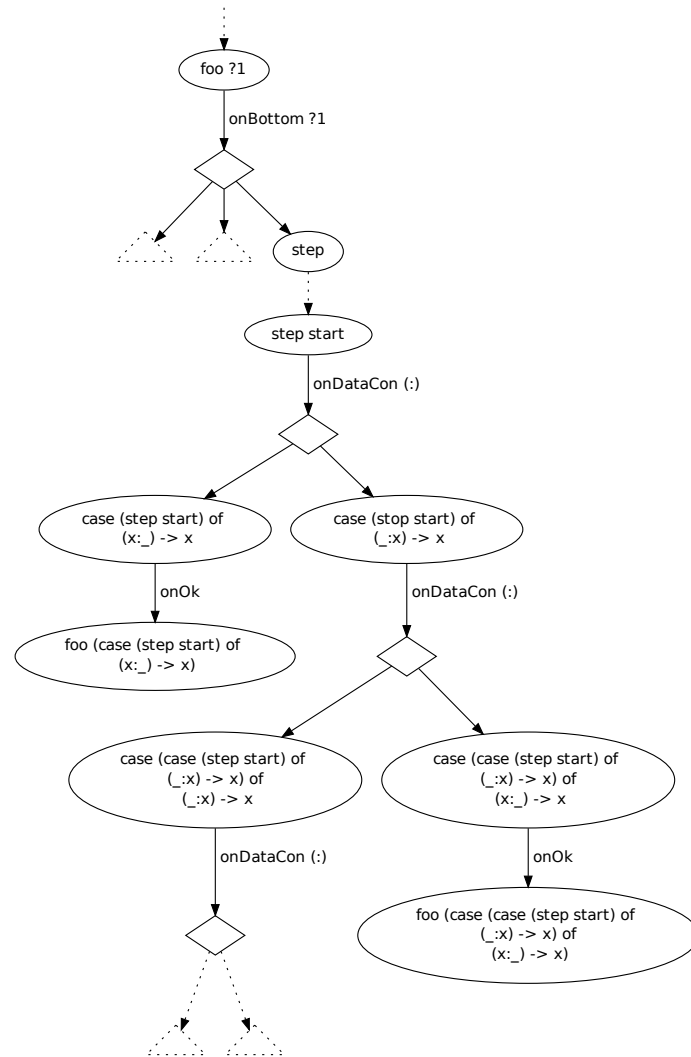 foo ?1
onBottom ?1
step
step start
onDataCon (:)
case (step start) of
(x:_) -> x
case (stop start) of
(_:x) -> x
onOk
onDataCon (:)
foo (case (step start) of
(x:_) -> x)
case (case (step start) of
(_:x) -> x) of
(_:x) -> x
case (case (step start) of
(_:x) -> x) of
(x:_) -> x
onDataCon (:)
onOk
foo (case (case (step start) of
(_:x) -> x) of
(x:_) -> x)